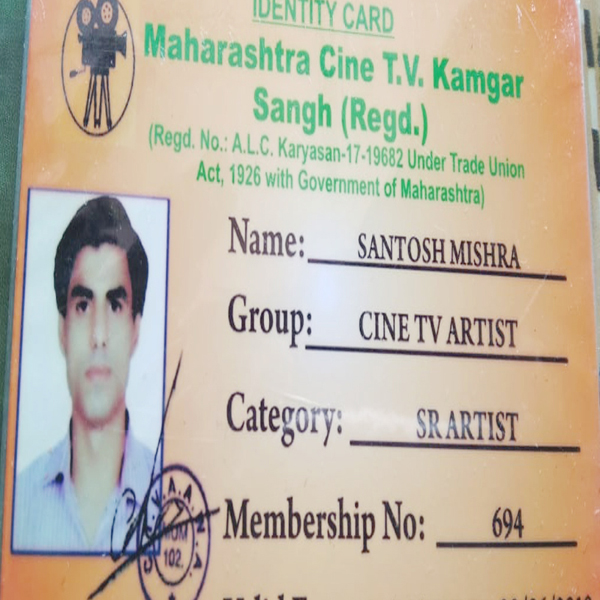 IDENTITY CARD
Maharashtra Cine T.V. Kamgar
Sangh (Regd.)
(Regd. No.: A.L.C. Karyasan-17-19682 Under Trade Union
Act, 1926 with Government of Maharashtra)
Name: SANTOSH MISHRA
Group: CINE TV ARTIST
Category: SR ARTIST
Membership No: 694
102.